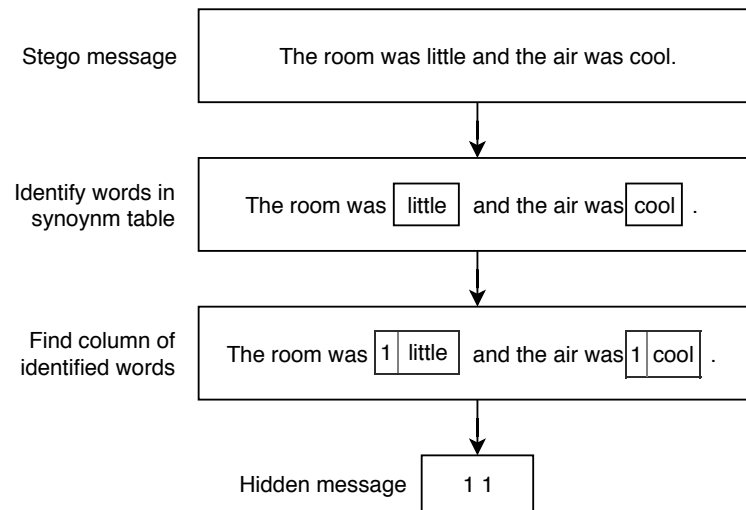 Stego message
The room was little and the air was cool.
Identify words in
synoynm table
The room was little and the air was cool .
Find column of
identified words
The room was 1 little and the air was 1 cool .
Hidden message
1 1